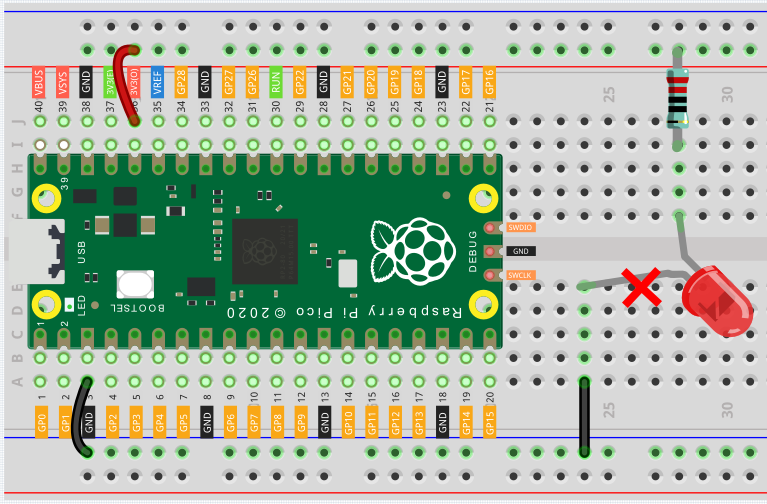 VBUS VSYS GND 3V3(E) 3V3(O) VREF GP28 GND GP27 GP26 RUN GP22 GND GP21 GP20 GP19 GP18 GND GP17 GP16
40 39 38 37 36 35 34 33 32 31 30 29 28 27 26 25 24 23 22 21
25 30
J
I
H
G
F
39
USB
DEBUG
SWDIO
GND
SWCLK
E
D
C
B
A
1
2
LED
BOOTSEL
Raspberry Pi Pico © 2020
1 2 3 4 5 6 7 8 9 10 11 12 13 14 15 16 17 18 19 20
25 30
GP0 GP1 GND GP2 GP3 GP4 GP5 GND GP6 GP7 GP8 GP9 GND GP10 GP11 GP12 GP13 GND GP14 GP15